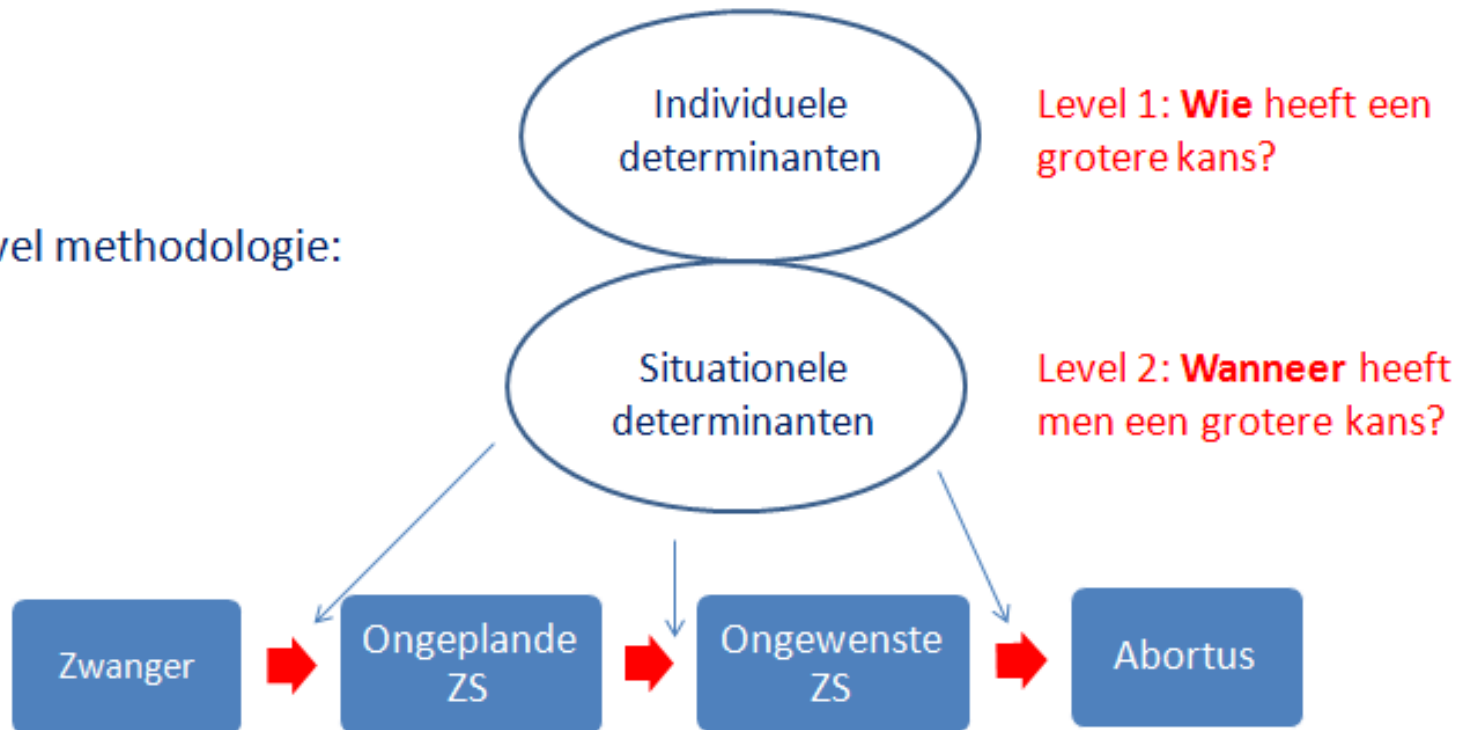 Individuele
determinanten
Level 1: Wie heeft een
grotere kans?
methodologie:
Situationele
determinanten
Level 2: Wanneer heeft
men een grotere kans?
Zwanger
Ongeplande
ZS
Ongewenste
ZS
Abortus